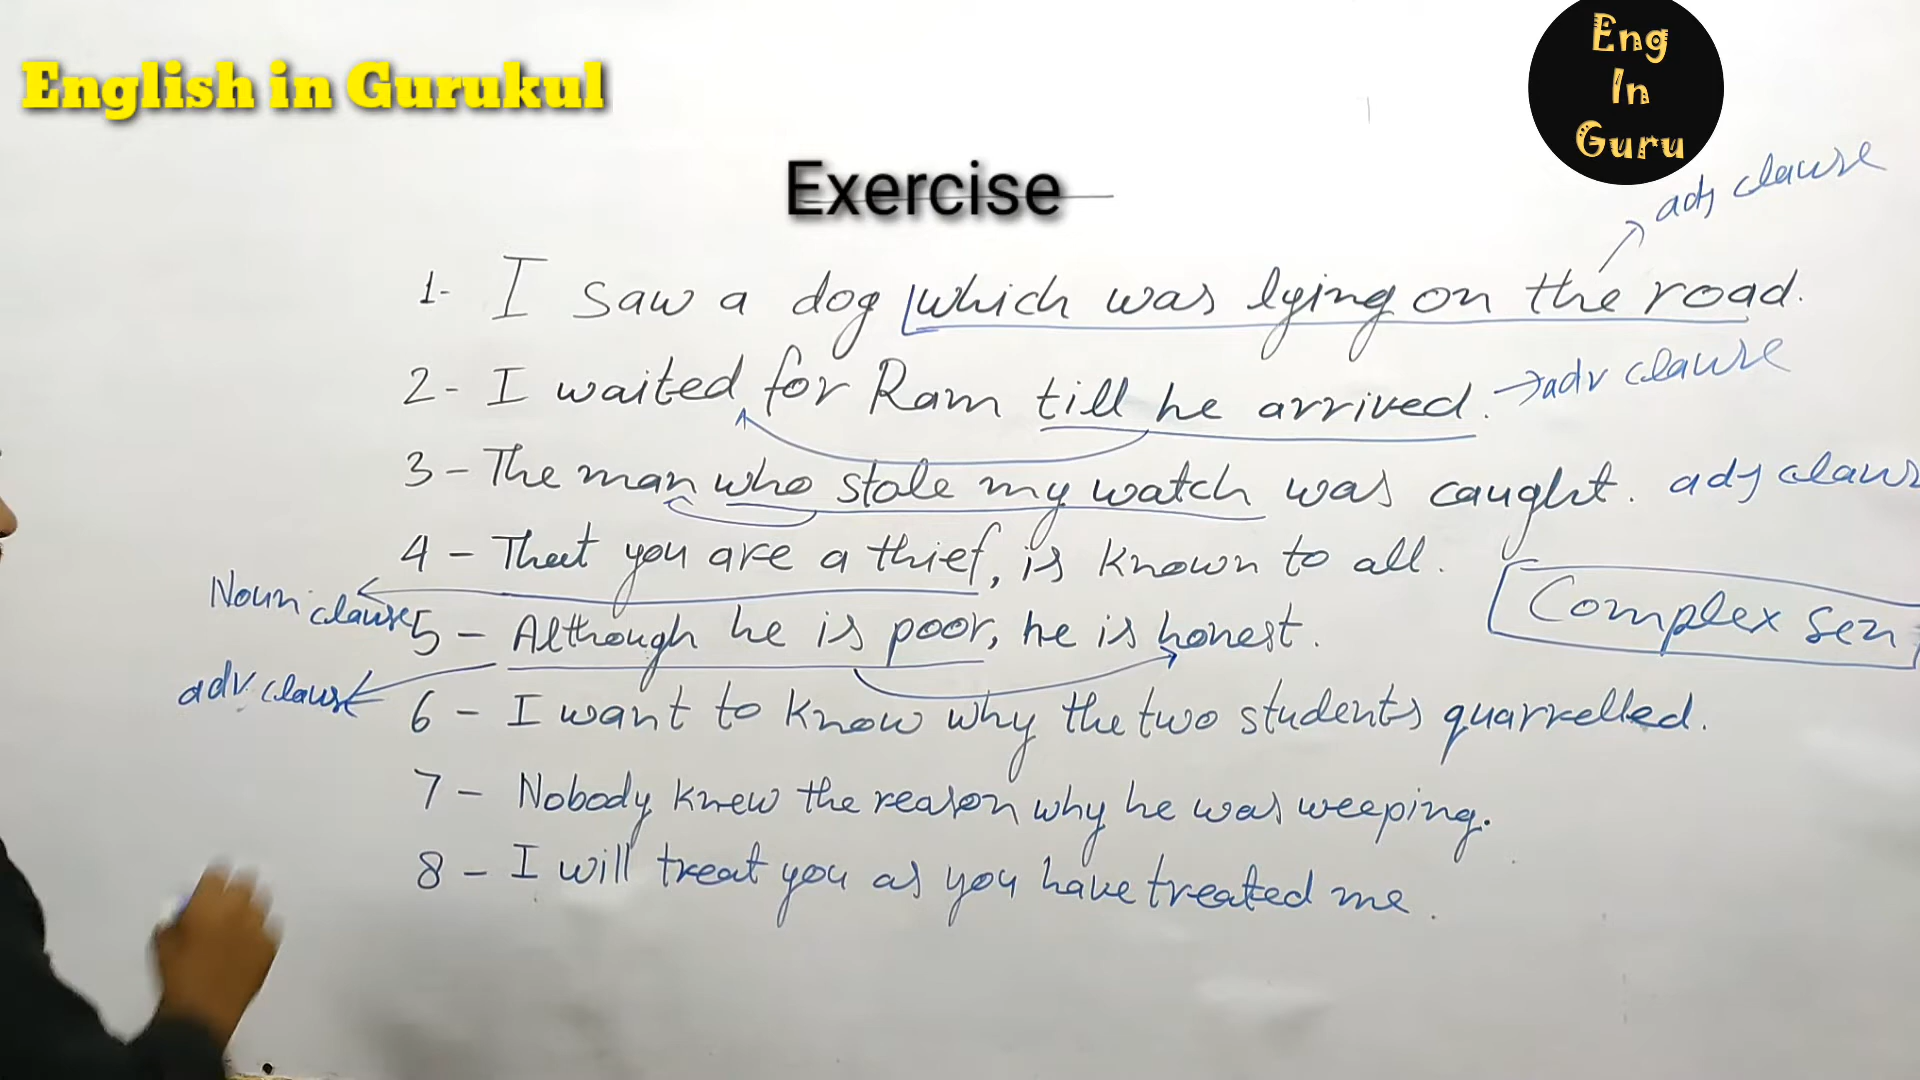 English in Gurukul
Eng
In
Guru
Exercise
adj clause
1- I saw a dog which was lying on the road.
2- I waited for Ram till he arrived. → adv clause
3 - The man who stole my watch was caught. adj claus
4 - That you are a thief, is known to all.
Noun clause
Complex sen
5 - Although he is poor, he is honest.
adv clause
6 - I want to know why the two students quarrelled.
7 - Nobody knew the reason why he was weeping.
8 - I will treat you as you have treated me.